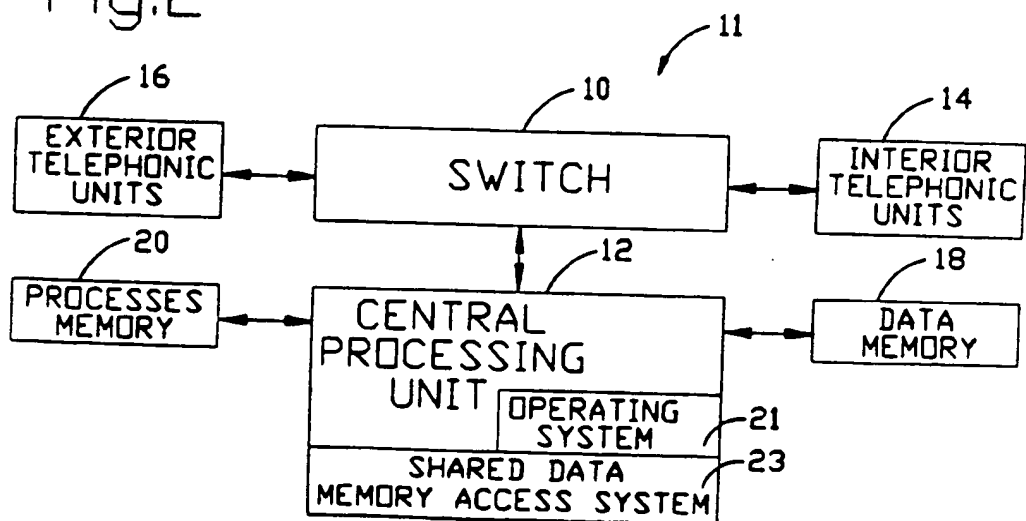 Fig.2
11
16
10
14
EXTERIOR
TELEPHONIC
UNITS
SWITCH
INTERIOR
TELEPHONIC
UNITS
20
12
18
PROCESSES
MEMORY
CENTRAL
PROCESSING
UNIT
DATA
MEMORY
OPERATING
SYSTEM
21
SHARED DATA
MEMORY ACCESS SYSTEM
23